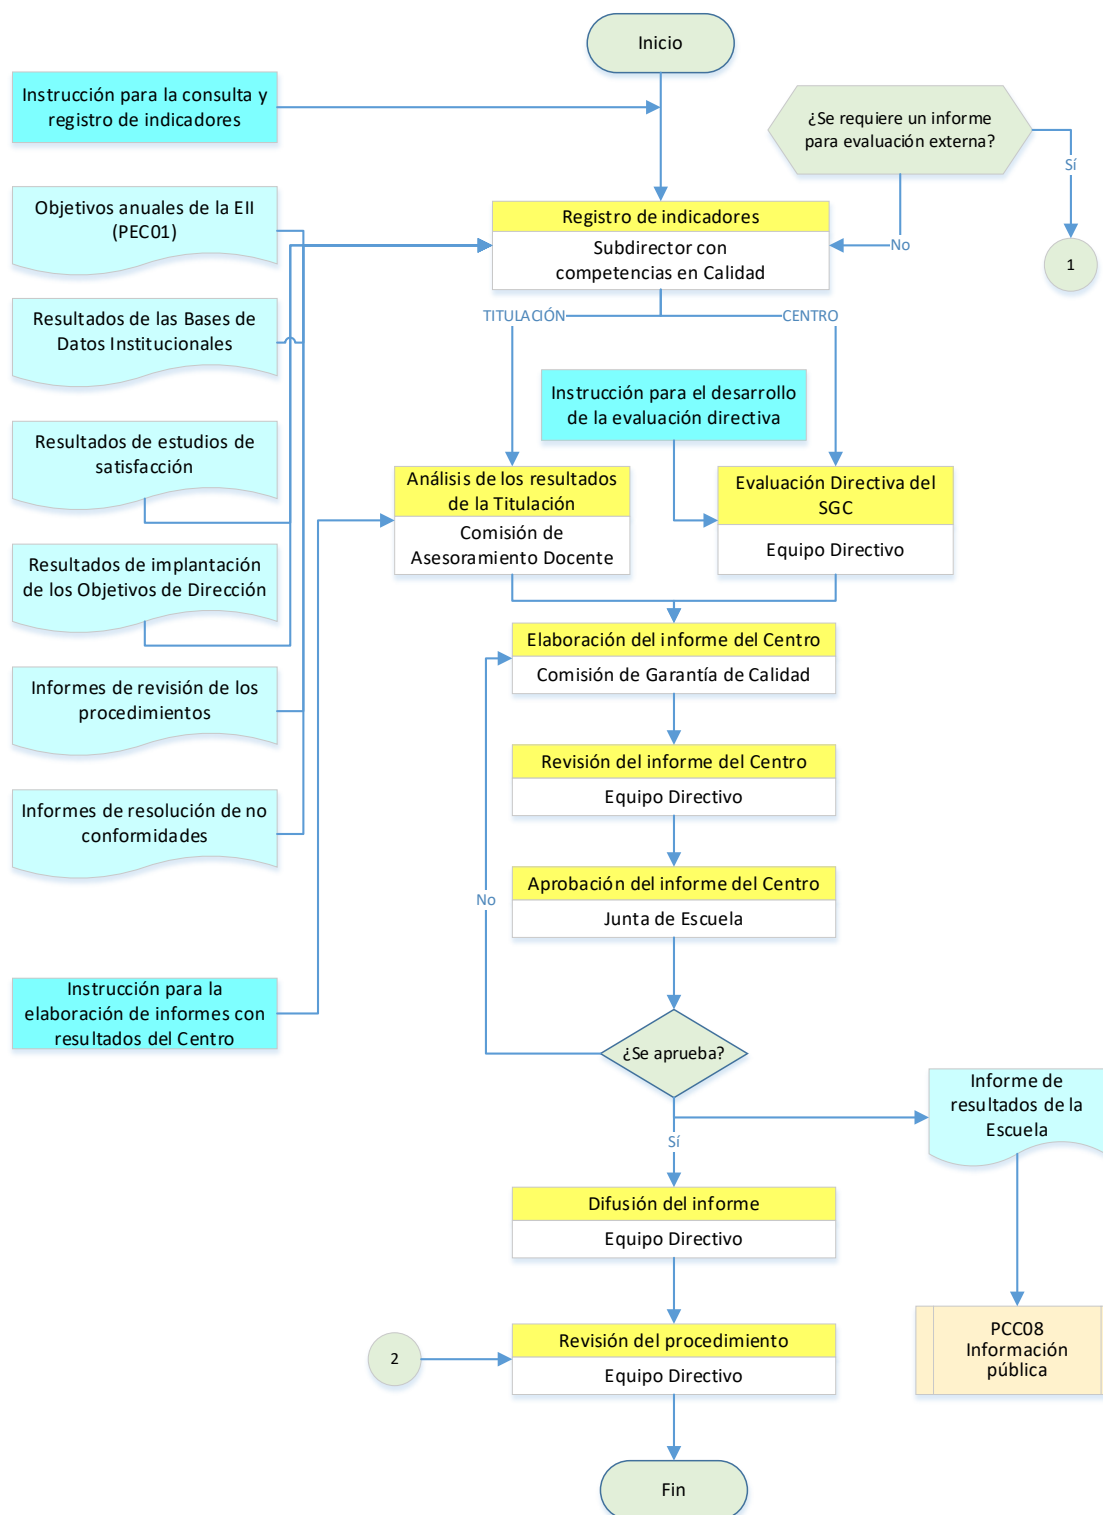 Inicio
Instrucción para la consulta y
registro de indicadores
¿Se requiere un informe
para evaluación externa?
Sí
No
1
Objetivos anuales de la EII
(PEC01)
Registro de indicadores
Subdirector con
competencias en Calidad
Resultados de las Bases de
Datos Institucionales
TITULACIÓN
CENTRO
Instrucción para el desarrollo
de la evaluación directiva
Resultados de estudios de
satisfacción
Análisis de los resultados
de la Titulación
Comisión de
Asesoramiento Docente
Evaluación Directiva del
SGC
Equipo Directivo
Resultados de implantación
de los Objetivos de Dirección
Elaboración del informe del Centro
Comisión de Garantía de Calidad
Informes de revisión de los
procedimientos
Revisión del informe del Centro
Equipo Directivo
Informes de resolución de no
conformidades
Aprobación del informe del Centro
Junta de Escuela
No
Instrucción para la
elaboración de informes con
resultados del Centro
¿Se aprueba?
Sí
Informe de
resultados de la
Escuela
Difusión del informe
Equipo Directivo
PCC08
Información
pública
2
Revisión del procedimiento
Equipo Directivo
Fin